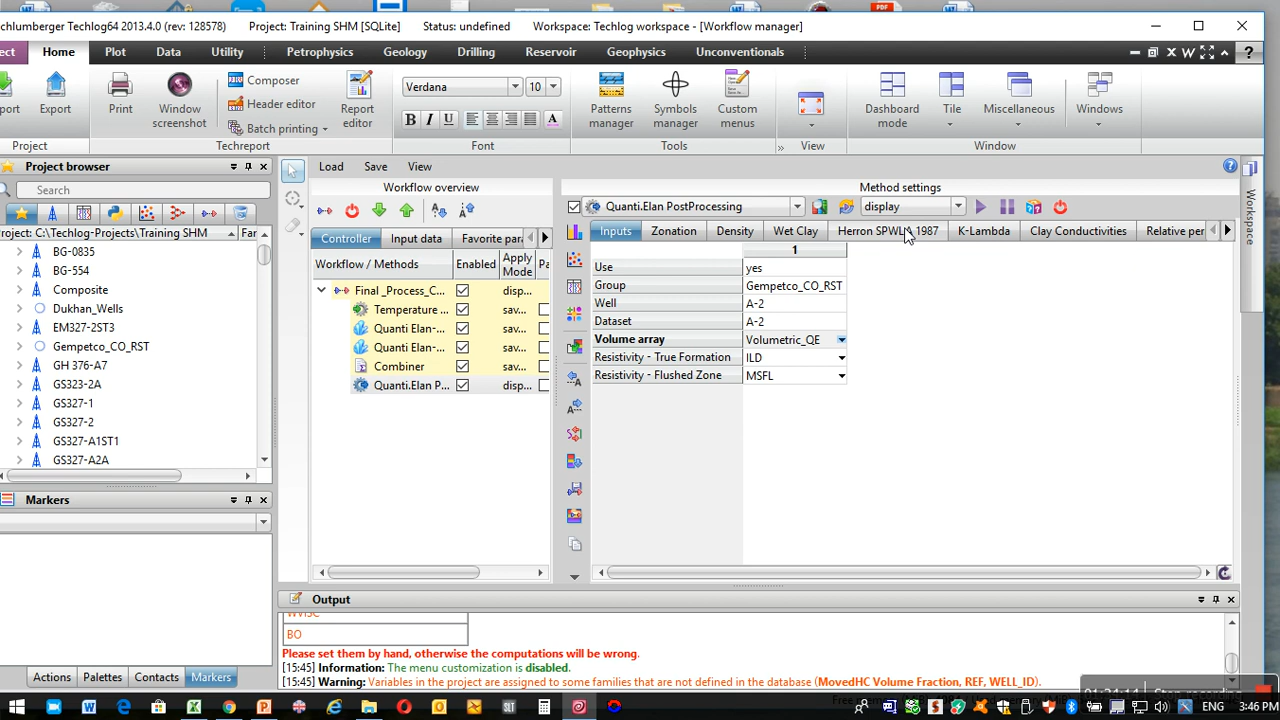 chlumberger Techlog64 2013.4.0 (rev: 128578) Project: Training SHM [SQLite] Status: undefined Workspace: Techlog workspace - [Workflow manager]
ect Home Plot Data Utility Petrophysics Geology Drilling Reservoir Geophysics Unconventionals
port Export Print Window screenshot Composer Header editor Batch printing Report editor Verdana 10 B I U A Patterns manager Symbols manager Custom menus Dashboard mode Tile Miscellaneous Windows
Project Techreport Font Tools View Window
Project browser
Search
roject: C:\Techlog-Projects\Training SHM
BG-0835
BG-554
Composite
Dukhan_Wells
EM327-2ST3
Gempetco_CO_RST
GH 376-A7
GS323-2A
GS327-1
GS327-2
GS327-A1ST1
GS327-A2A
Markers
Actions Palettes Contacts Markers
Load Save View
Workflow overview
Controller Input data Favorite para
Workflow / Methods Enabled Apply Mode Pa
Final _Process_C... disp...
Temperature ... sav...
Quanti Elan-... sav...
Quanti Elan-... sav...
Combiner sav...
Quanti.Elan P... disp...
Method settings
Quanti.Elan PostProcessing display
Inputs Zonation Density Wet Clay Herron SPWLA 1987 K-Lambda Clay Conductivities Relative per
1
Use yes
Group Gempetco_CO_RST
Well A-2
Dataset A-2
Volume array Volumetric_QE
Resistivity - True Formation ILD
Resistivity - Flushed Zone MSFL
Workspace
Output
WVISC
BO
Please set them by hand, otherwise the computations will be wrong.
[15:45] Information: The menu customization is disabled.
[15:45] Warning: Variables in the project are assigned to some families that are not defined in the database (MovedHC Volume Fraction, REF, WELL_ID).
01:24:14 Stop recording
ENG 3:46 PM